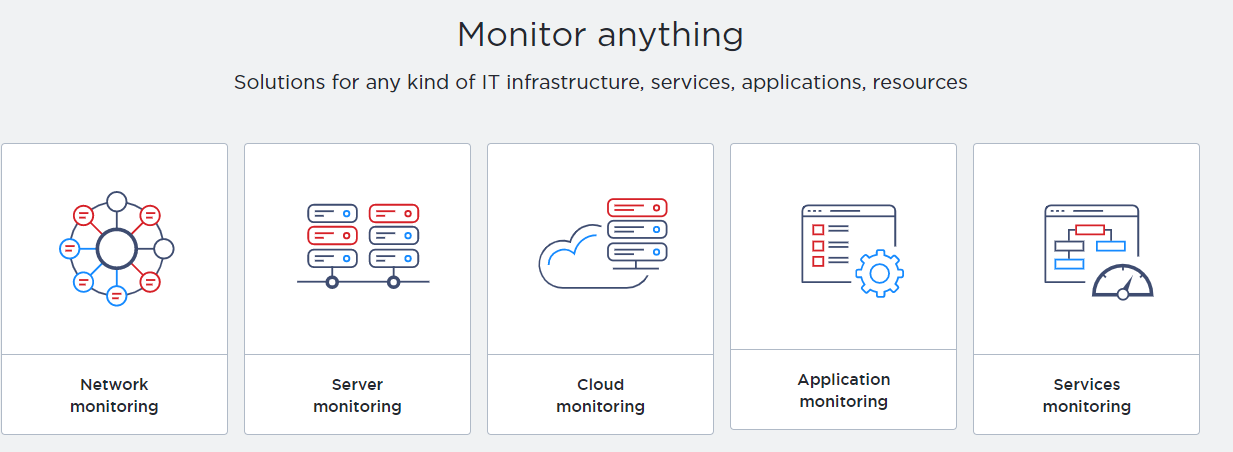 Monitor anything
Solutions for any kind of IT infrastructure, services, applications, resources
Network
monitoring
Server
monitoring
Cloud
monitoring
Application
monitoring
Services
monitoring